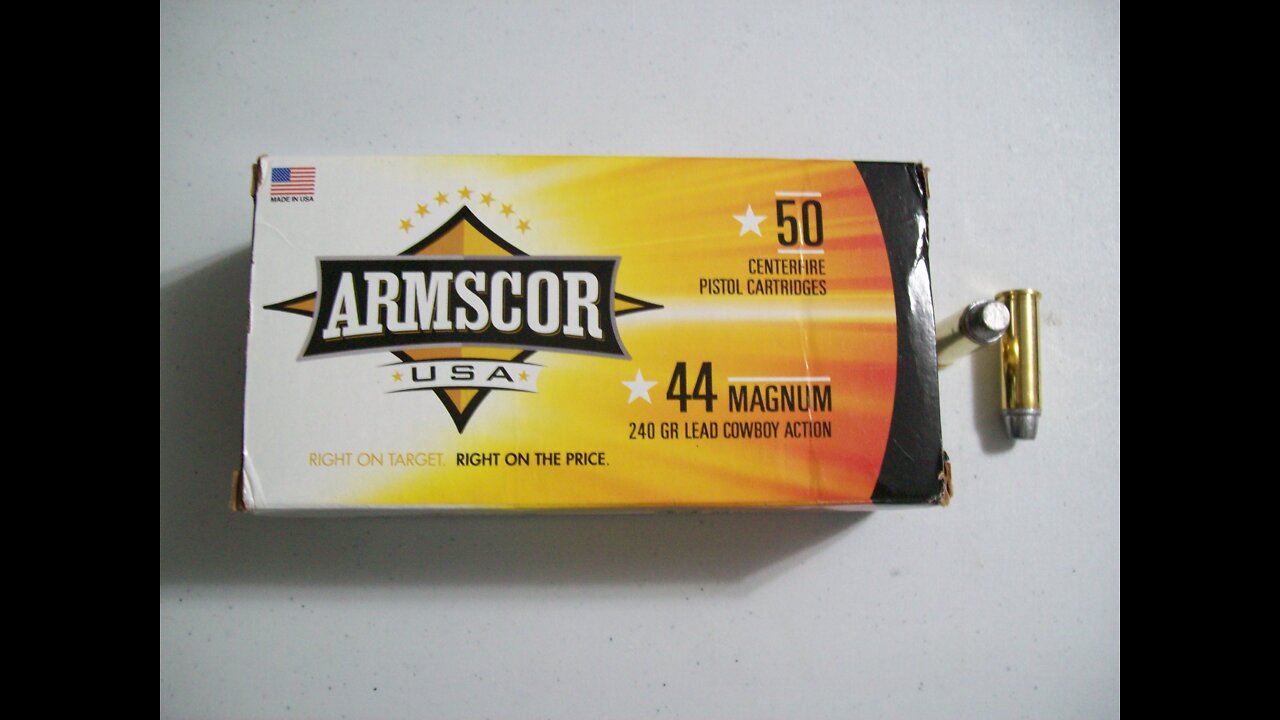 MADE IN USA
ARMSCOR
USA
RIGHT ON TARGET. RIGHT ON THE PRICE.
50
CENTERFIRE
PISTOL CARTRIDGES
44 MAGNUM
240 GR LEAD COWBOY ACTION